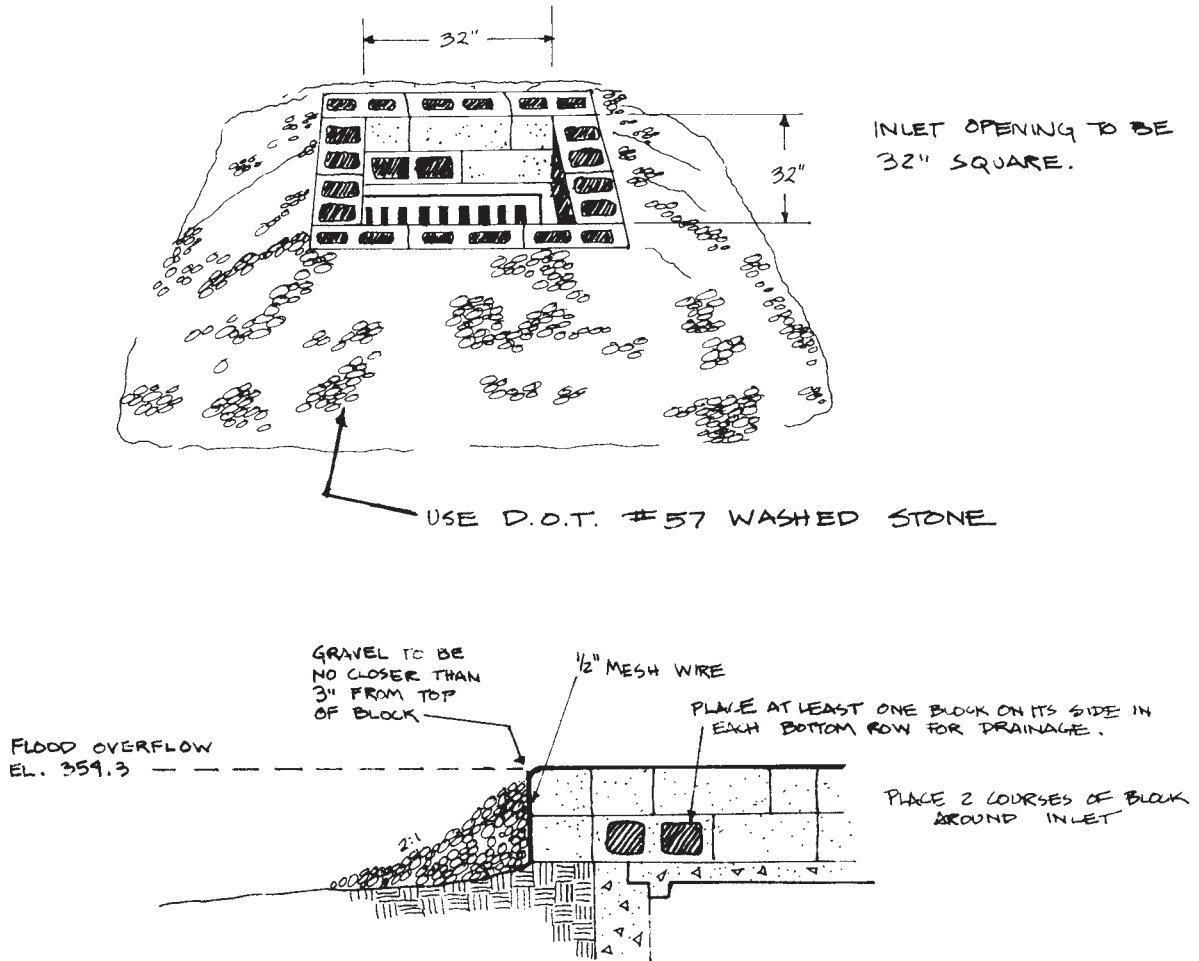 32"
INLET OPENING TO BE
32" SQUARE.
32"
USE D.O.T. #57 WASHED STONE
GRAVEL TO BE
NO CLOSER THAN
3" FROM TOP
OF BLOCK
1/2" MESH WIRE
PLACE AT LEAST ONE BLOCK ON ITS SIDE IN
EACH BOTTOM ROW FOR DRAINAGE.
FLOOD OVERFLOW
EL. 359.3
PLACE 2 COURSES OF BLOCK
AROUND INLET
2:1